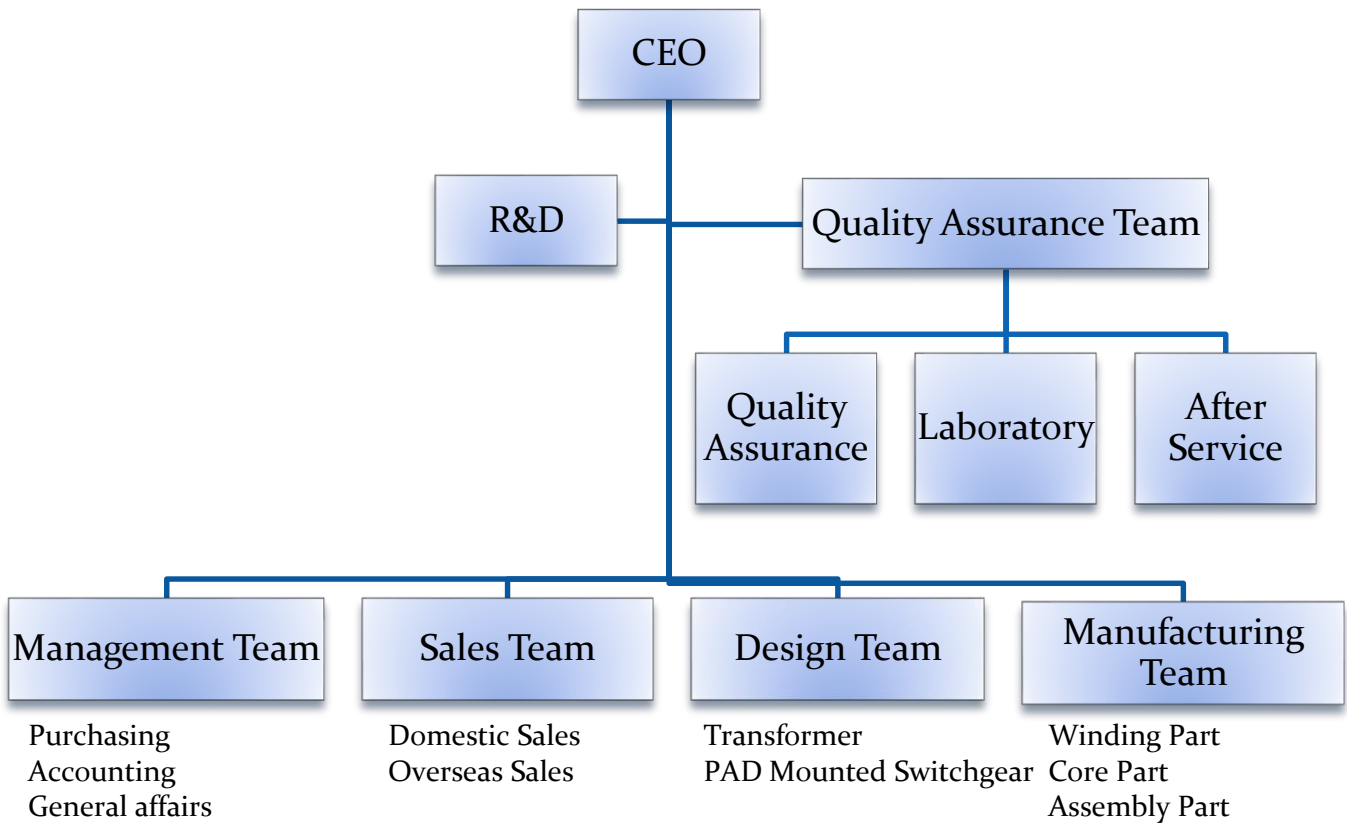 CEO
R&D
Quality Assurance Team
Quality
Assurance
Laboratory
After
Service
Management Team
Purchasing
Accounting
General affairs
Sales Team
Domestic Sales
Overseas Sales
Design Team
Transformer
PAD Mounted Switchgear
Manufacturing
Team
Winding Part
Core Part
Assembly Part